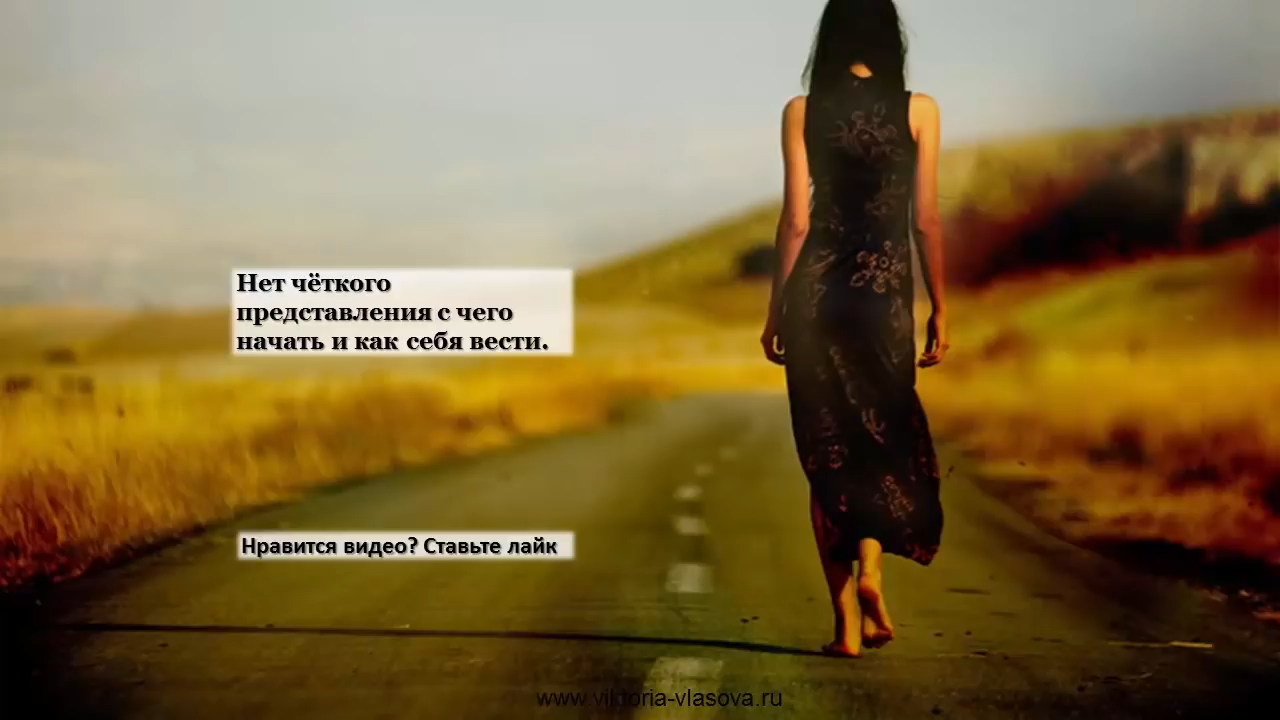 Нет чёткого
представления с чего
начать и как себя вести.
Нравится видео? Ставьте лайк
www.viktoria-vlasova.ru